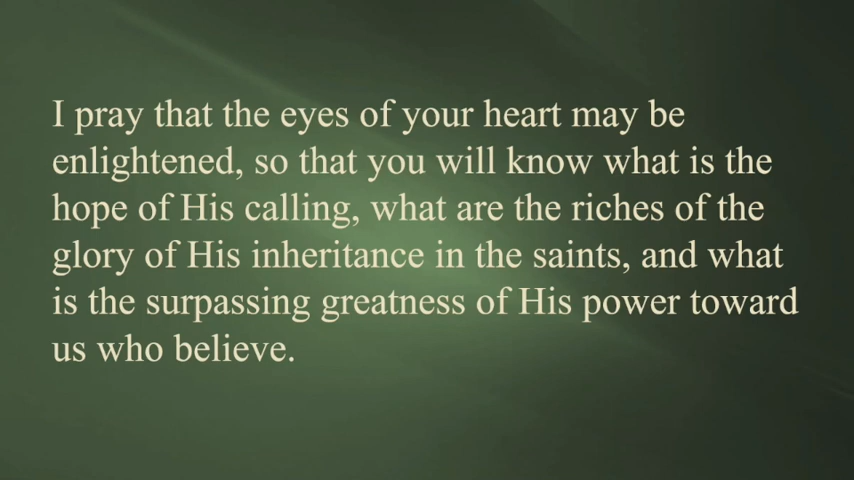 I pray that the eyes of your heart may be
enlightened, so that you will know what is the
hope of His calling, what are the riches of the
glory of His inheritance in the saints, and what
is the surpassing greatness of His power toward
us who believe.